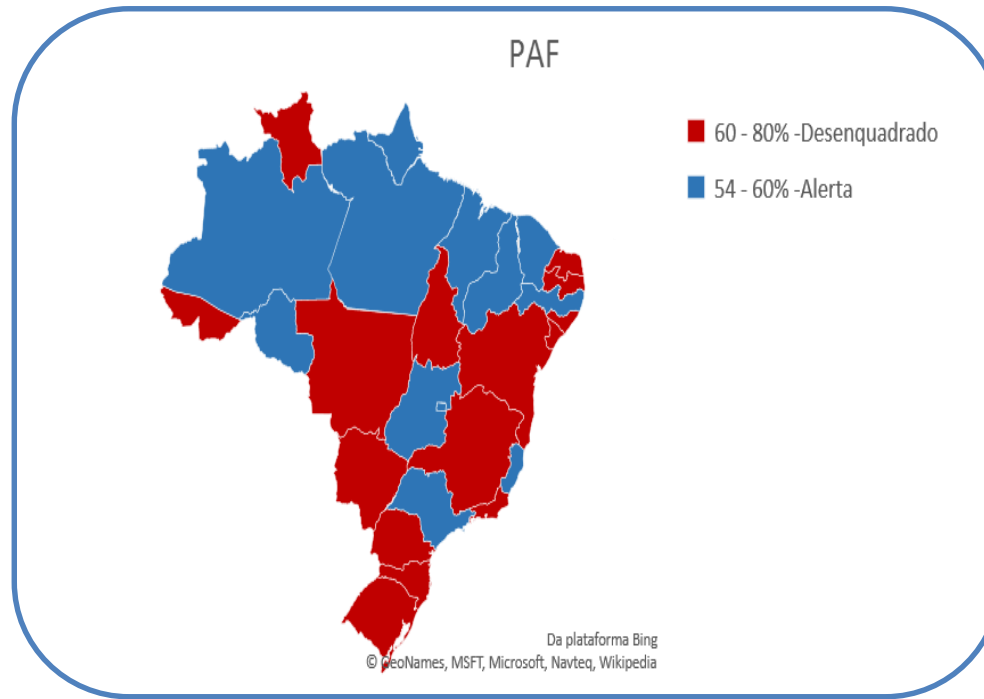 PAF
60 - 80% -Desenquadrado
54 - 60% -Alerta
Da plataforma Bing
© GeoNames, MSFT, Microsoft, Navteq, Wikipedia